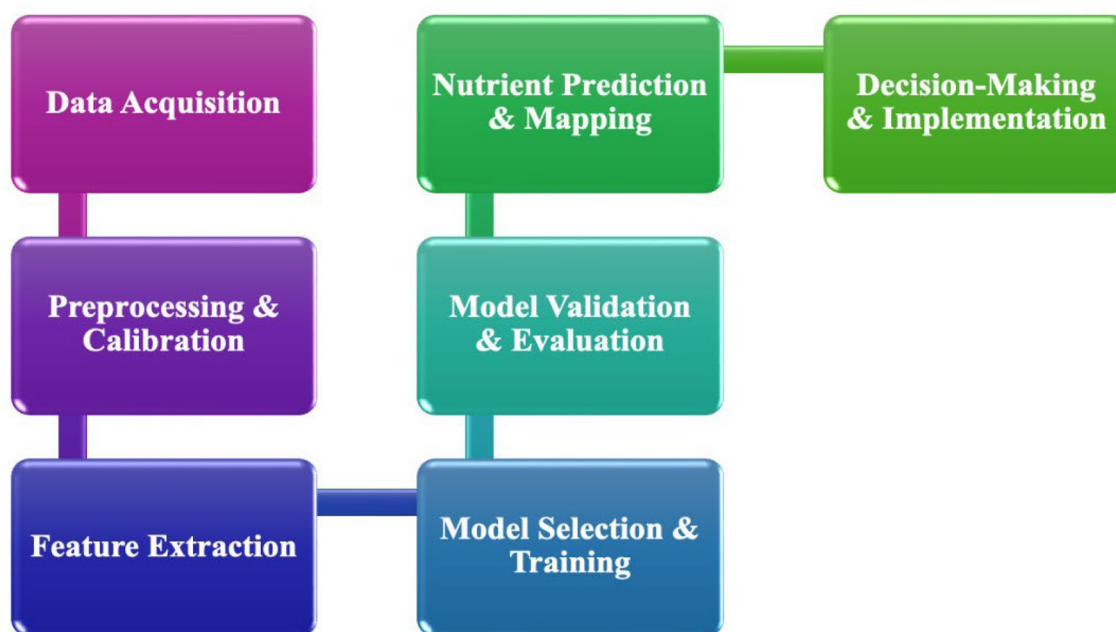 Data Acquisition
Preprocessing &
Calibration
Feature Extraction
Model Selection &
Training
Model Validation
& Evaluation
Nutrient Prediction
& Mapping
Decision-Making
& Implementation